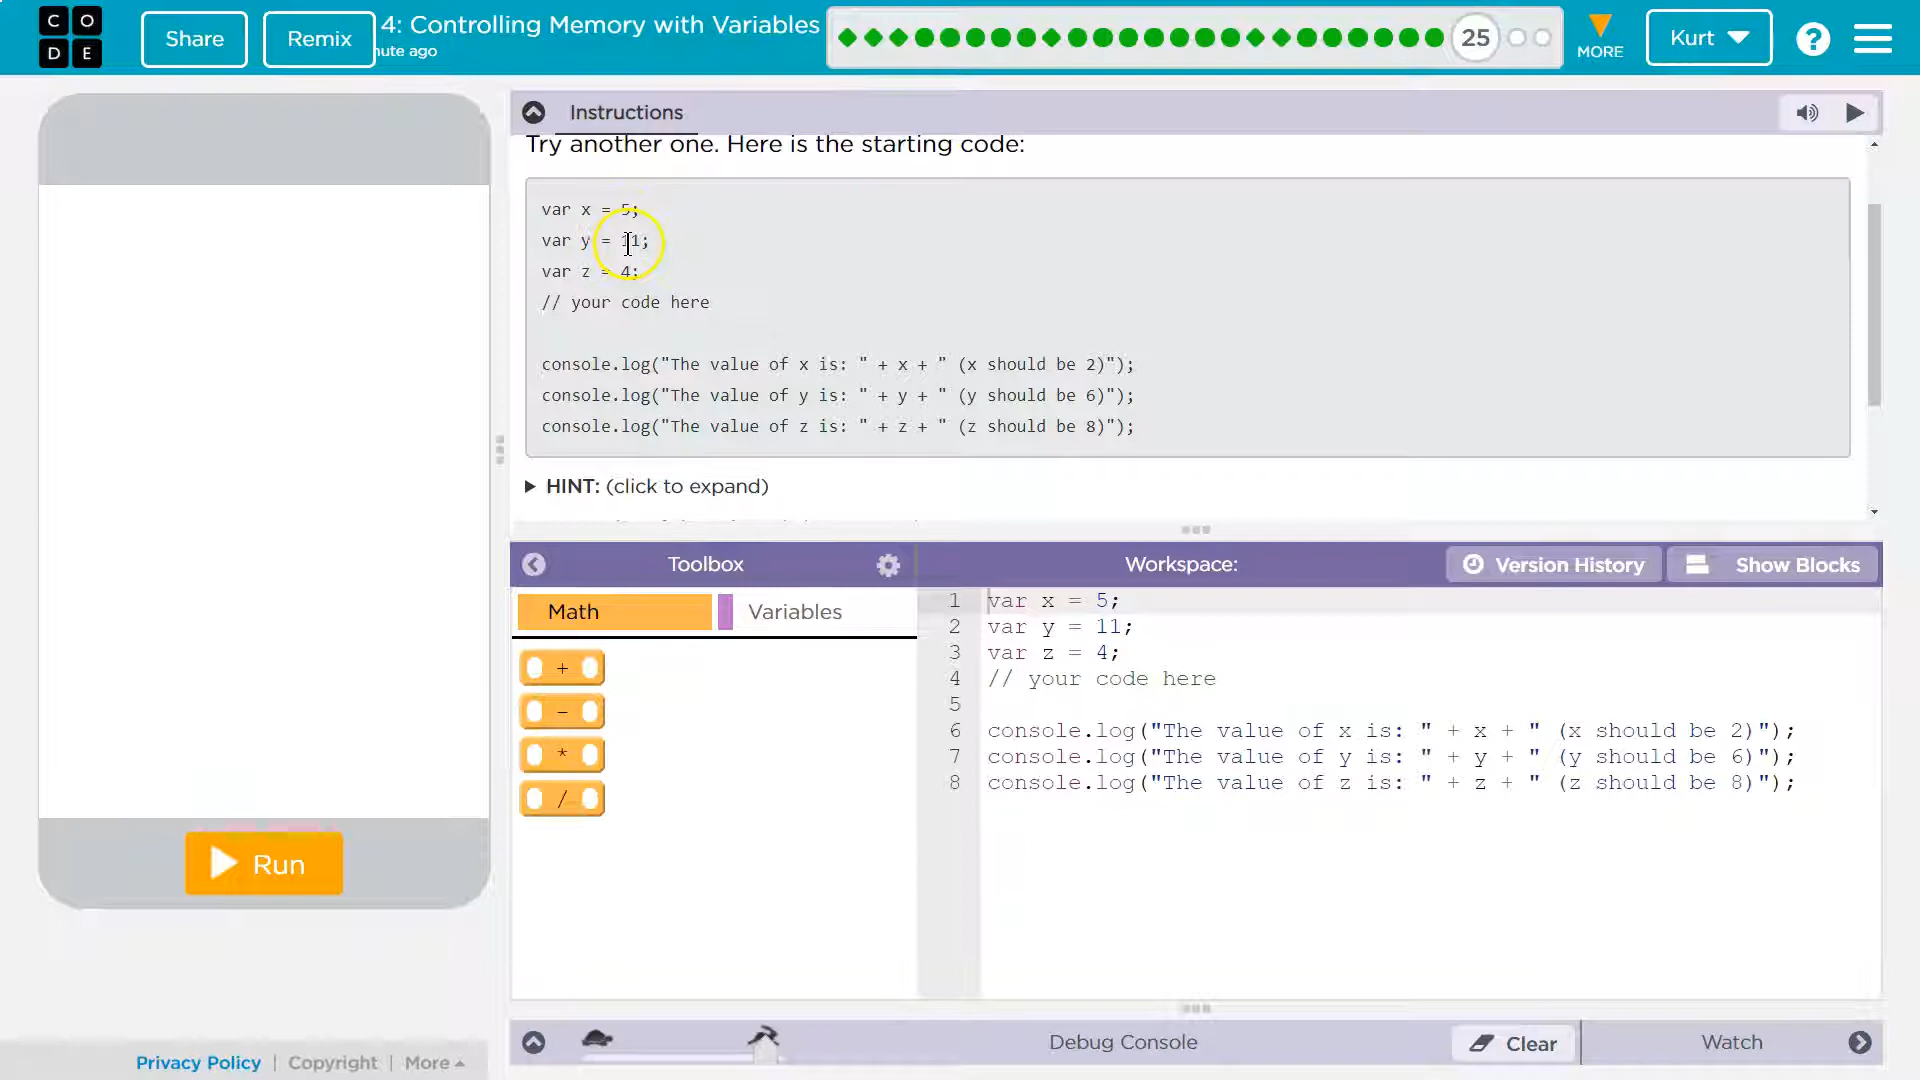 C O
D E
Share
Remix
4: Controlling Memory with Variables
nute ago
25
MORE
Kurt
?
Instructions
Try another one. Here is the starting code:
var x = 5;
var y = 11;
var z = 4;
// your code here
console.log("The value of x is: " + x + " (x should be 2)");
console.log("The value of y is: " + y + " (y should be 6)");
console.log("The value of z is: " + z + " (z should be 8)");
HINT: (click to expand)
Toolbox
Workspace:
Version History
Show Blocks
Math
Variables
+
-
*
/
1 var x = 5;
2 var y = 11;
3 var z = 4;
4 // your code here
5
6 console.log("The value of x is: " + x + " (x should be 2)");
7 console.log("The value of y is: " + y + " (y should be 6)");
8 console.log("The value of z is: " + z + " (z should be 8)");
Run
Debug Console
Clear
Watch
Privacy Policy | Copyright | More